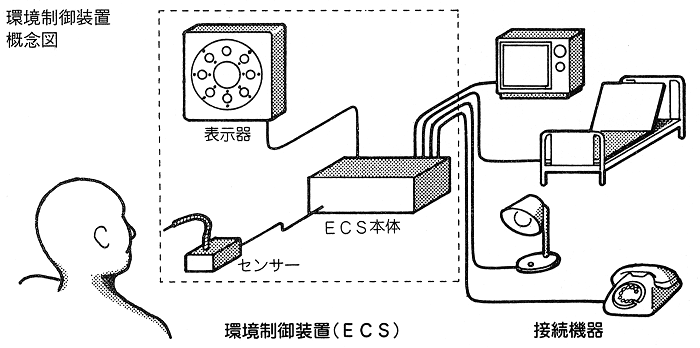 環境制御装置
概念図
表示器
ECS本体
センサー
環境制御装置(ECS)
接続機器